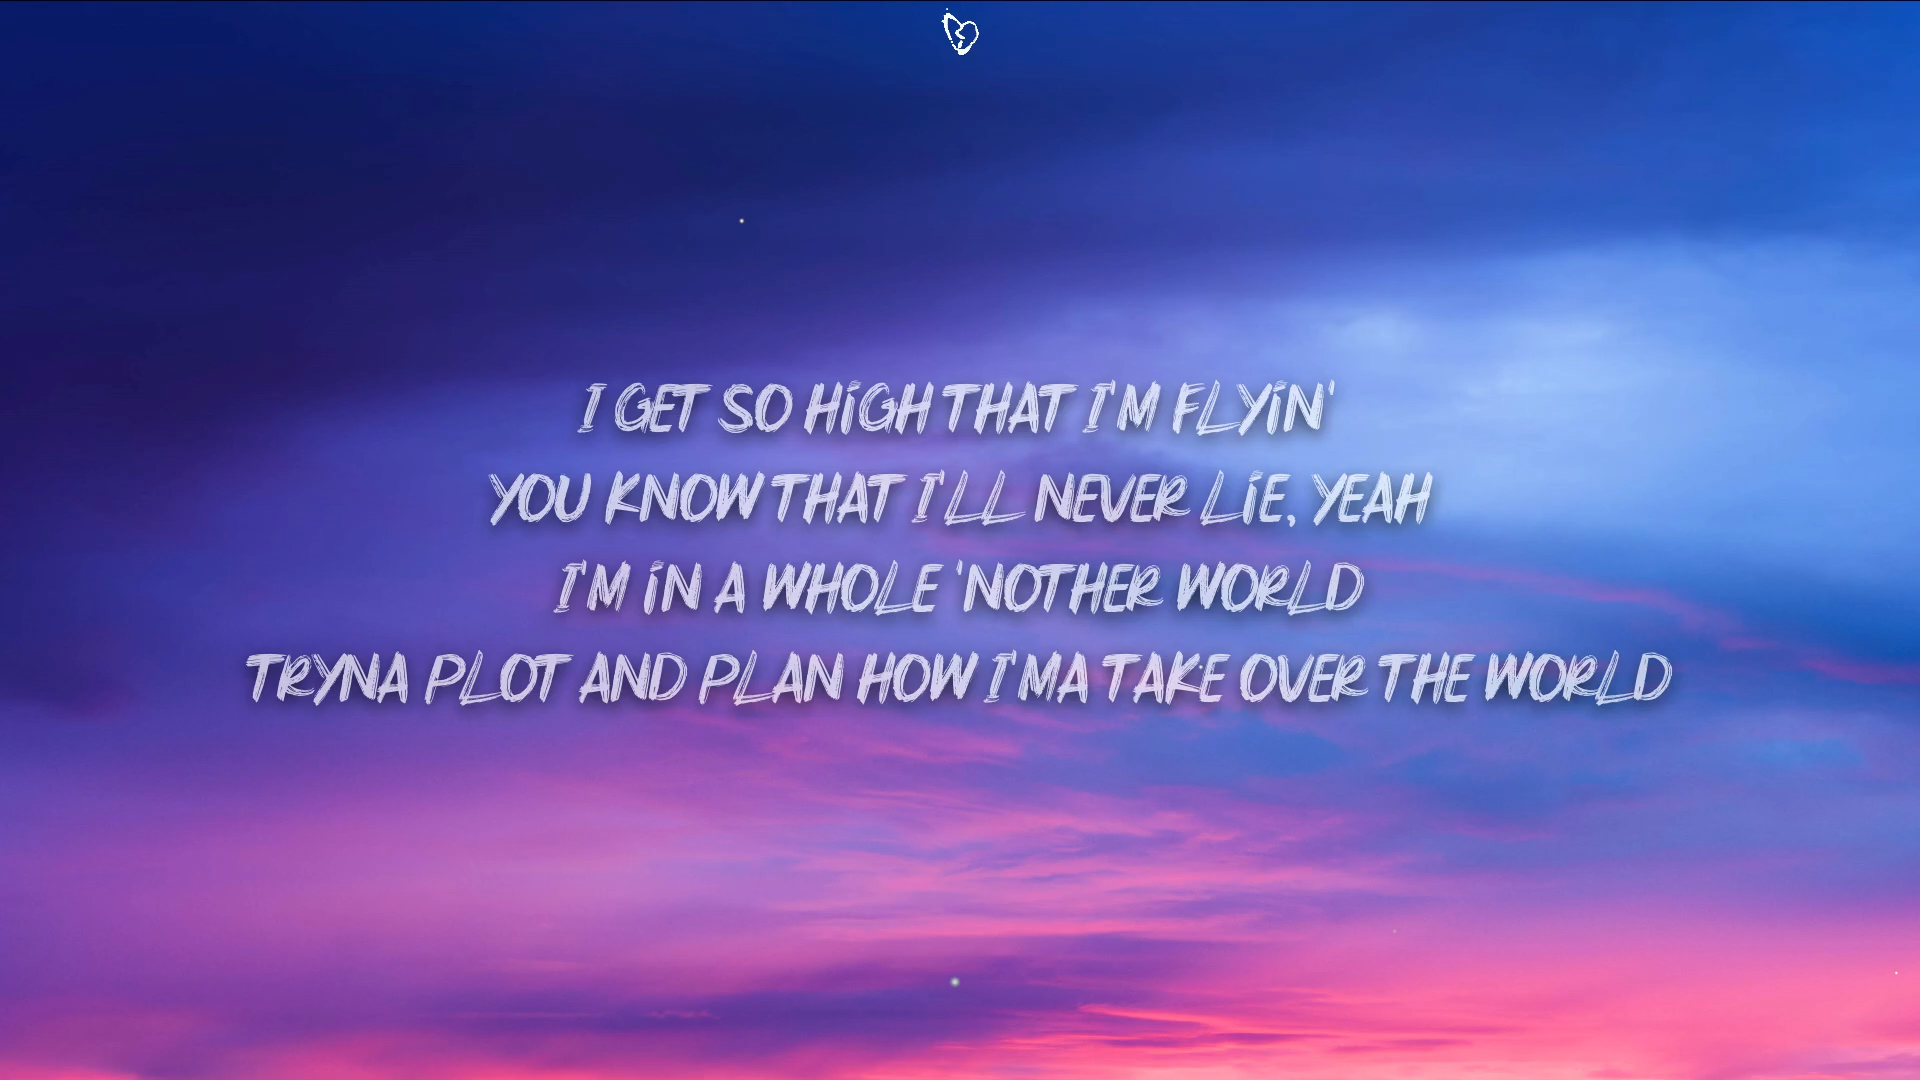 I GET SO HIGH THAT I'M FLYIN'
YOU KNOW THAT I'LL NEVER LIE, YEAH
I'M IN A WHOLE 'NOTHER WORLD
TRYNA PLOT AND PLAN HOW I'MA TAKE OVER THE WORLD